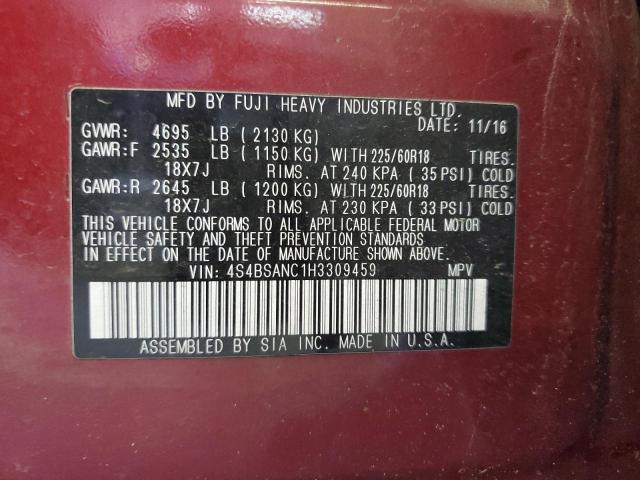 MFD BY FUJI HEAVY INDUSTRIES LTD.
DATE: 11/16
GVWR: 4695 LB ( 2130 KG)
GAWR:F 2535 LB ( 1150 KG) WITH 225/60R18 TIRES.
18X7J RIMS. AT 240 KPA ( 35 PSI) COLD
GAWR:R 2645 LB ( 1200 KG) WITH 225/60R18 TIRES.
18X7J RIMS. AT 230 KPA ( 33 PSI) COLD
THIS VEHICLE CONFORMS TO ALL APPLICABLE FEDERAL MOTOR
VEHICLE SAFETY AND THEFT PREVENTION STANDARDS
IN EFFECT ON THE DATE OF MANUFACTURE SHOWN ABOVE.
VIN: 4S4BSANC1H3309459 MPV
ASSEMBLED BY SIA INC. MADE IN U.S.A.